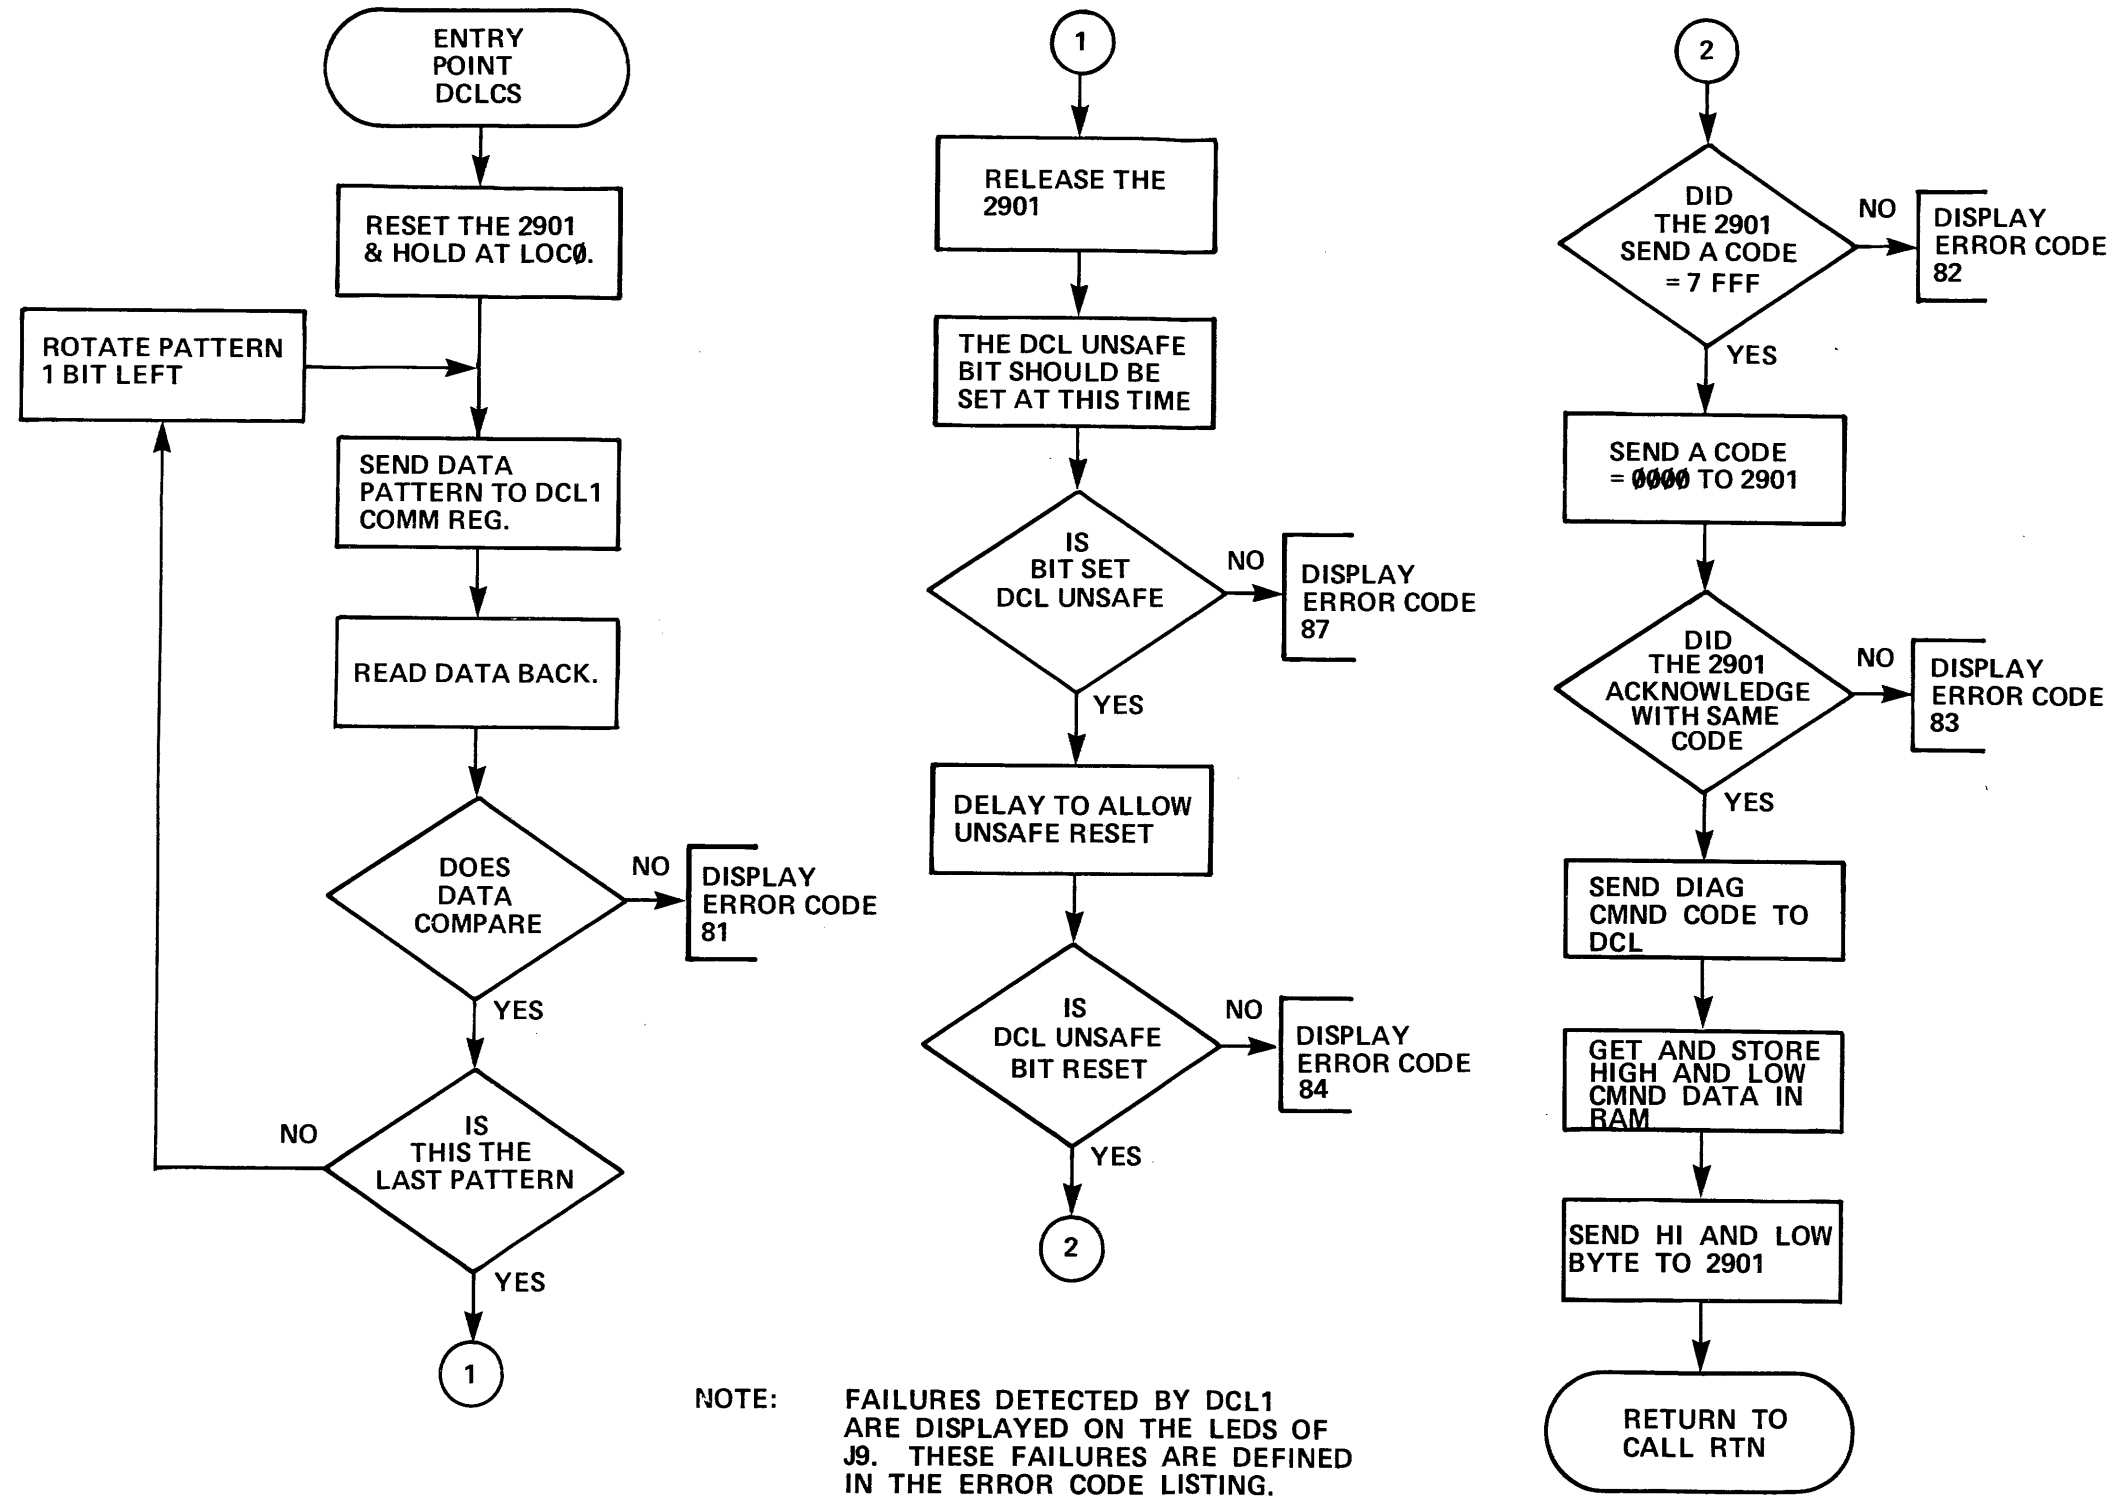 ENTRY
POINT
DCLCS
RESET THE 2901
& HOLD AT LOC0.
ROTATE PATTERN
1 BIT LEFT
SEND DATA
PATTERN TO DCL1
COMM REG.
READ DATA BACK.
DOES
DATA
COMPARE
NO
DISPLAY
ERROR CODE
81
YES
IS
THIS THE
LAST PATTERN
NO
YES
1
1
RELEASE THE
2901
THE DCL UNSAFE
BIT SHOULD BE
SET AT THIS TIME
IS
BIT SET
DCL UNSAFE
NO
DISPLAY
ERROR CODE
87
YES
DELAY TO ALLOW
UNSAFE RESET
IS
DCL UNSAFE
BIT RESET
NO
DISPLAY
ERROR CODE
84
YES
2
2
DID
THE 2901
SEND A CODE
= 7 FFF
NO
DISPLAY
ERROR CODE
82
YES
SEND A CODE
= 0000 TO 2901
DID
THE 2901
ACKNOWLEDGE
WITH SAME
CODE
NO
DISPLAY
ERROR CODE
83
YES
SEND DIAG
CMND CODE TO
DCL
GET AND STORE
HIGH AND LOW
CMND DATA IN
RAM
SEND HI AND LOW
BYTE TO 2901
RETURN TO
CALL RTN
NOTE: FAILURES DETECTED BY DCL1
ARE DISPLAYED ON THE LEDS OF
J9. THESE FAILURES ARE DEFINED
IN THE ERROR CODE LISTING.